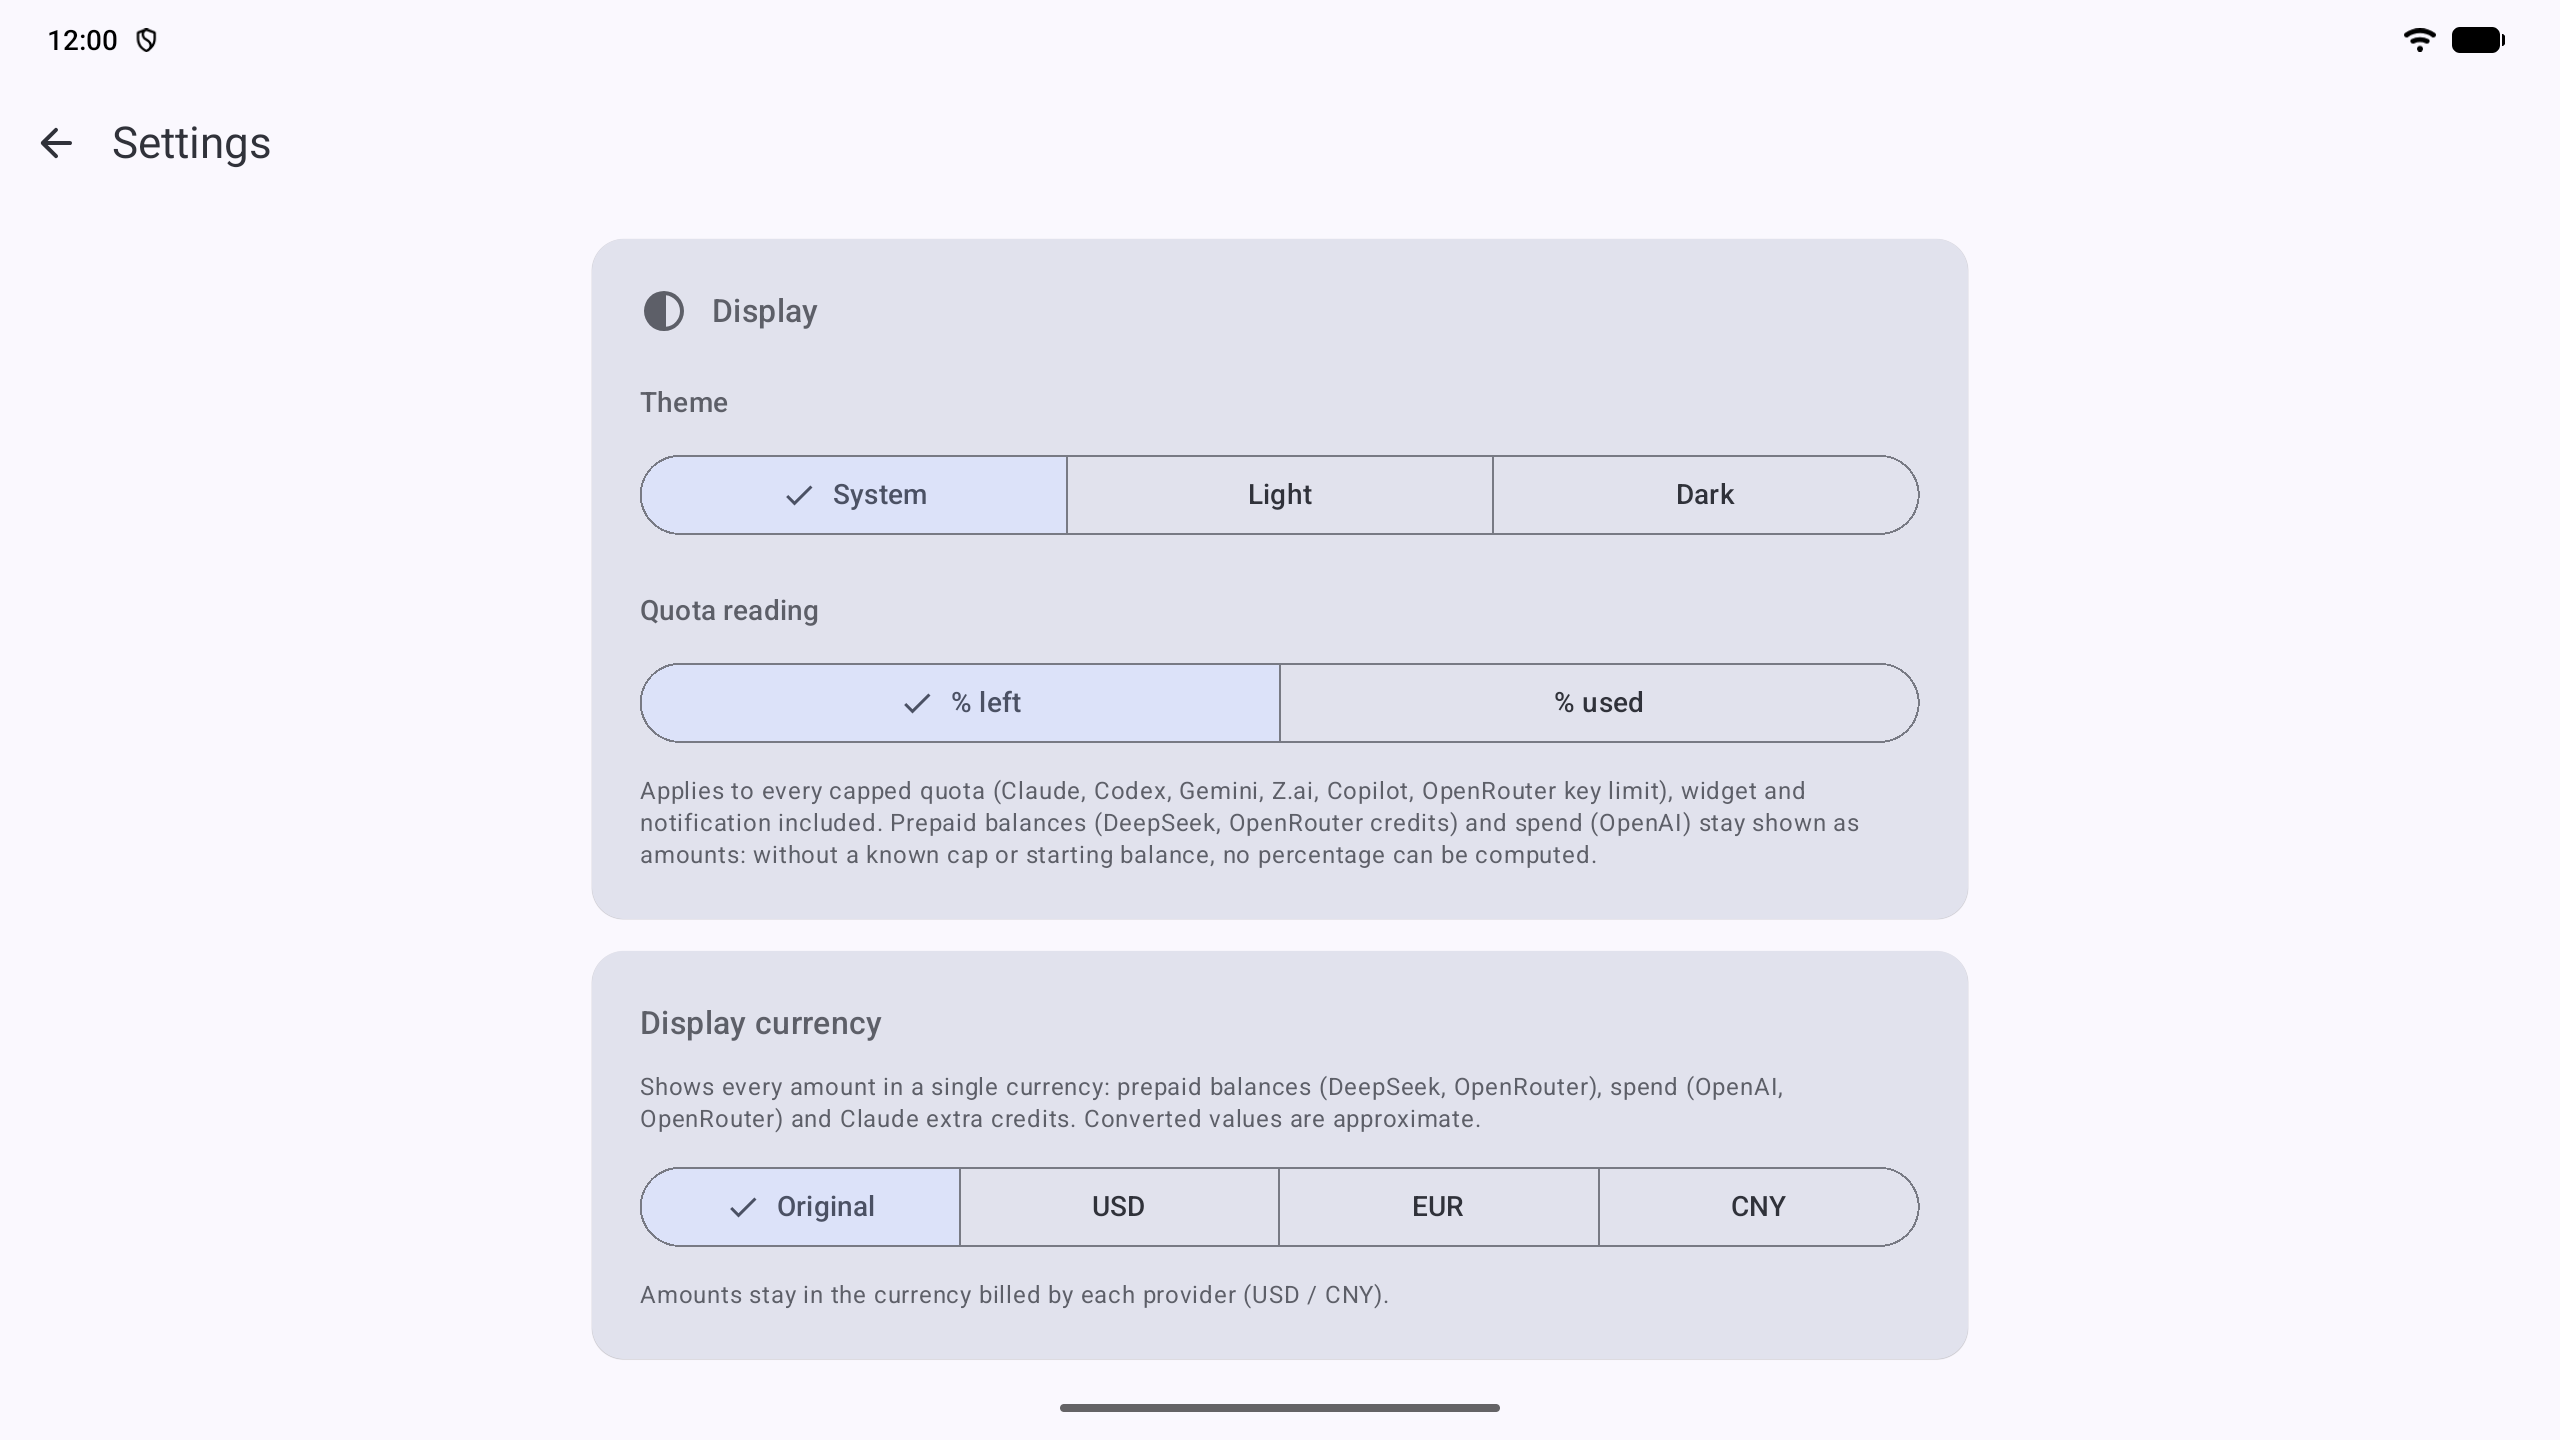 12:00
Settings
Display
Theme
System
Light
Dark
Quota reading
% left
% used
Applies to every capped quota (Claude, Codex, Gemini, Z.ai, Copilot, OpenRouter key limit), widget and
notification included. Prepaid balances (DeepSeek, OpenRouter credits) and spend (OpenAI) stay shown as
amounts: without a known cap or starting balance, no percentage can be computed.
Display currency
Shows every amount in a single currency: prepaid balances (DeepSeek, OpenRouter), spend (OpenAI,
OpenRouter) and Claude extra credits. Converted values are approximate.
Original
USD
EUR
CNY
Amounts stay in the currency billed by each provider (USD / CNY).